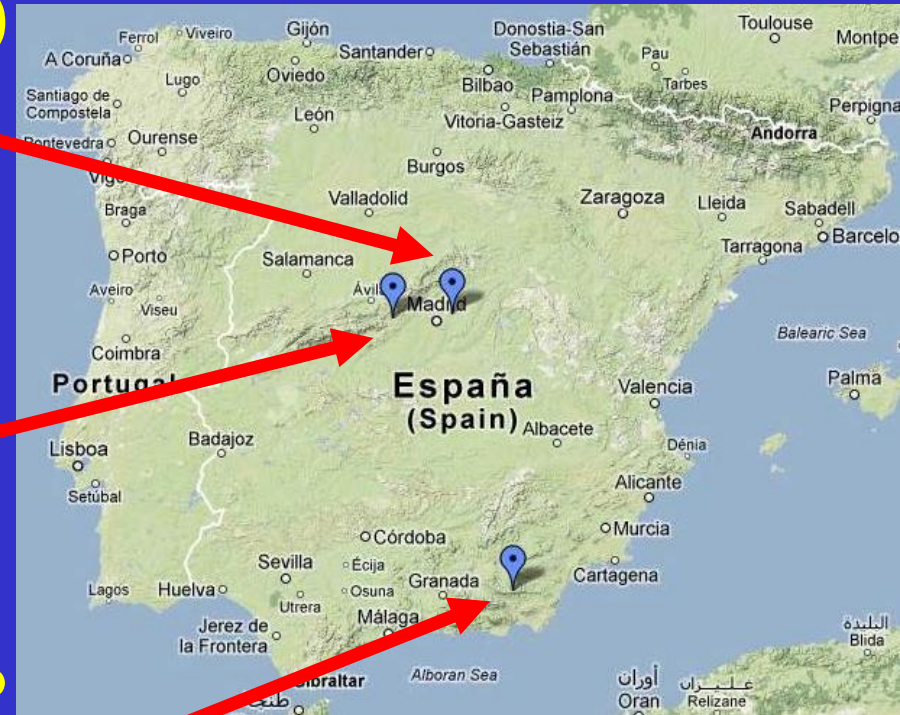 Ferrol
Viveiro
Gijón
Donostia-San
Sebastián
Toulouse
A Coruña
Santander
Pau
Montpe
Lugo
Oviedo
Bilbao
Tarbes
Santiago de
Compostela
León
Vitoria-Gasteiz
Pamplona
Perpigna
Pontevedra
Ourense
Andorra
Vigo
Burgos
Braga
Valladolid
Zaragoza
Lleida
Sabadell
Porto
Salamanca
Tarragona
Barcelo
Aveiro
Viseu
Ávil
Madrid
Coimbra
Balearic Sea
Portugal
España
(Spain)
Valencia
Palma
Lisboa
Badajoz
Albacete
Dénia
Setúbal
Alicante
Córdoba
Murcia
Sevilla
Écija
Cartagena
Lagos
Huelva
Utrera
Osuna
Granada
Jerez de
la Frontera
Málaga
البليدة
Blida
Gibraltar
Alboran Sea
أوران
Oran
غليزان
Relizane
طنج